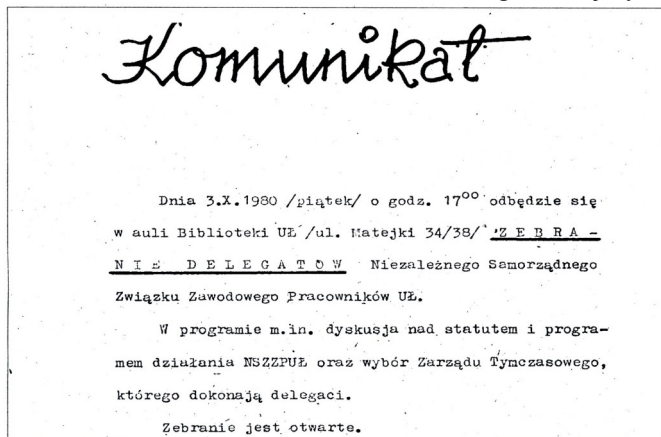 Komunikat
Dnia 3.X.1980 /piątek/ o godz. 17⁰⁰ odbędzie się
w auli Biblioteki UŁ /ul. Matejki 34/38/ Z E B R A -
N I E D E L E G A T Ó W Niezależnego Samorządnego
Związku Zawodowego Pracowników UŁ.
W programie m.in. dyskusja nad statutem i progra-
mem działania NSZZPUŁ oraz wybór Zarządu Tymczasowego,
którego dokonają delegaci.
Zebranie jest otwarte.